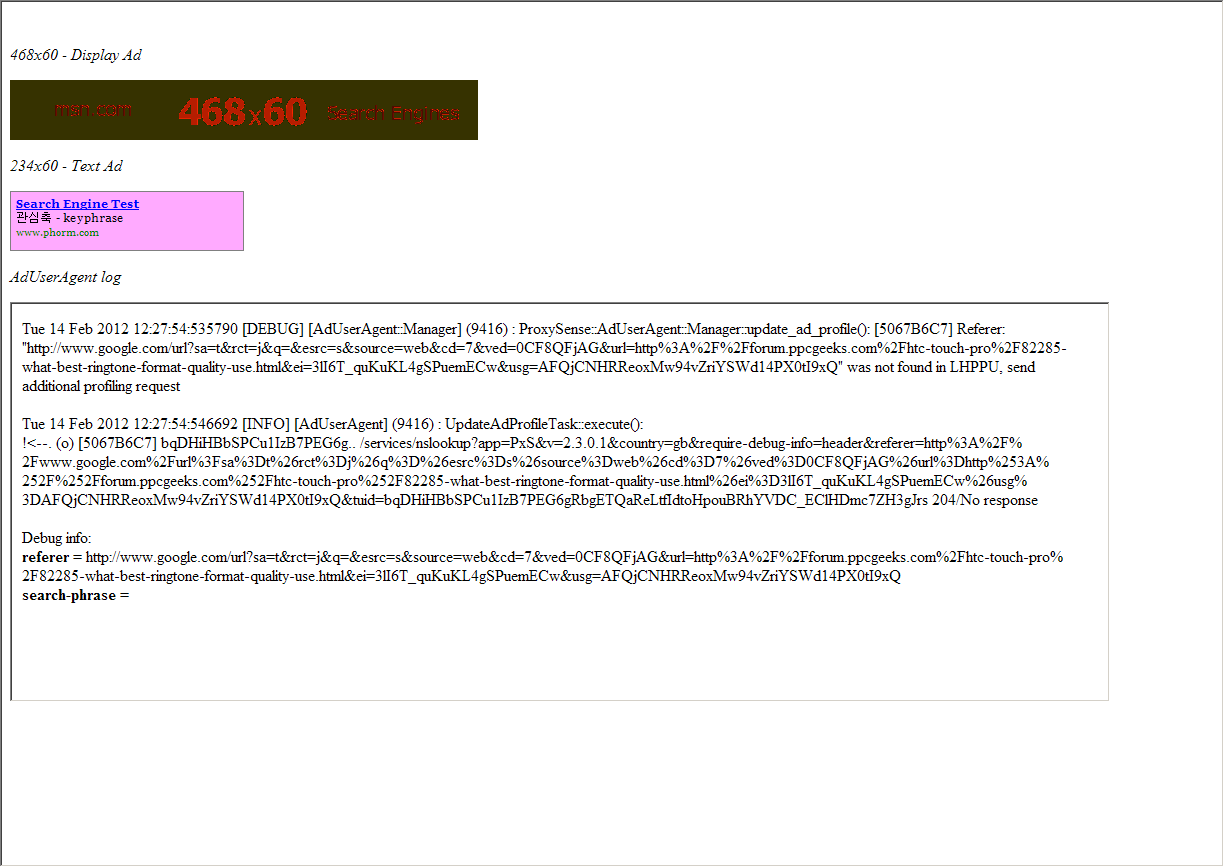 468x60 - Display Ad
msn.com 468x60 Search Engines
234x60 - Text Ad
Search Engine Test
관심축 - keyphrase
www.phorm.com
AdUserAgent log
Tue 14 Feb 2012 12:27:54:535790 [DEBUG] [AdUserAgent::Manager] (9416) : ProxySense::AdUserAgent::Manager::update_ad_profile(): [5067B6C7] Referer:
"http://www.google.com/url?sa=t&rct=j&q=&esrc=s&source=web&cd=7&ved=0CF8QFjAG&url=http%3A%2F%2Fforum.ppcgeeks.com%2Fhtc-touch-pro%2F82285-
what-best-ringtone-format-quality-use.html&ei=3lI6T_quKuKL4gSPuemECw&usg=AFQjCNHRReoxMw94vZriYSWd14PX0tI9xQ" was not found in LHPPU, send
additional profiling request
Tue 14 Feb 2012 12:27:54:546692 [INFO] [AdUserAgent] (9416) : UpdateAdProfileTask::execute():
!<--. (o) [5067B6C7] bqDHiHBbSPCu1IzB7PEG6g.. /services/nslookup?app=PxS&v=2.3.0.1&country=gb&require-debug-info=header&referer=http%3A%2F%
2Fwww.google.com%2Furl%3Fsa%3Dt%26rct%3Dj%26q%3D%26esrc%3Ds%26source%3Dweb%26cd%3D7%26ved%3D0CF8QFjAG%26url%3Dhttp%253A%
252F%252Fforum.ppcgeeks.com%252Fhtc-touch-pro%252F82285-what-best-ringtone-format-quality-use.html%26ei%3D3lI6T_quKuKL4gSPuemECw%26usg%
3DAFQjCNHRReoxMw94vZriYSWd14PX0tI9xQ&tuid=bqDHiHBbSPCu1IzB7PEG6gRbgETQaReLtfIdtoHpouBRhYVDC_EClHDmc7ZH3gJrs 204/No response
Debug info:
referer = http://www.google.com/url?sa=t&rct=j&q=&esrc=s&source=web&cd=7&ved=0CF8QFjAG&url=http%3A%2F%2Fforum.ppcgeeks.com%2Fhtc-touch-pro%
2F82285-what-best-ringtone-format-quality-use.html&ei=3lI6T_quKuKL4gSPuemECw&usg=AFQjCNHRReoxMw94vZriYSWd14PX0tI9xQ
search-phrase =